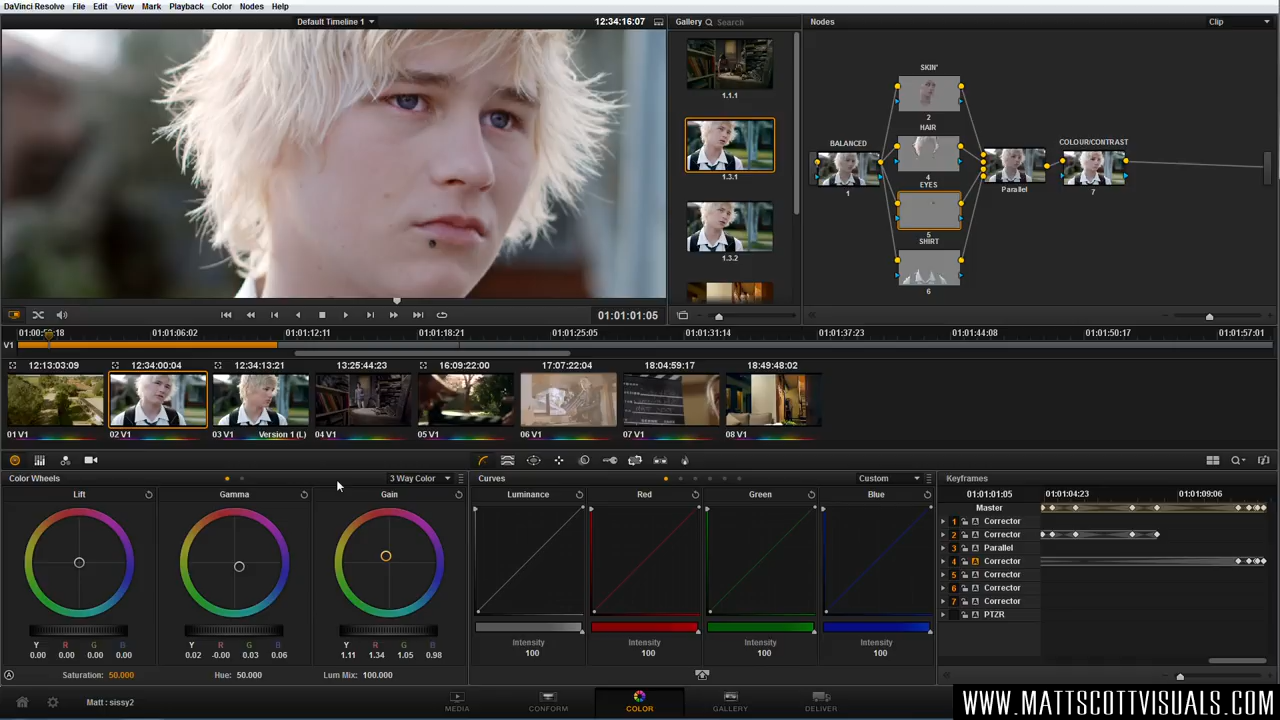 DaVinci Resolve File Edit View Mark Playback Color Nodes Help
Default Timeline 1 12:34:16:07 Gallery Search Nodes Clip
1.1.1
1.3.1
1.3.2
SKIN'
2
HAIR
BALANCED
COLOUR/CONTRAST
4
EYES
1
Parallel
7
5
SHIRT
6
01:01:01:05
01:01:06:02 01:01:12:11 01:01:18:21 01:01:25:05 01:01:31:14 01:01:37:23 01:01:44:08 01:01:50:17 01:01:57:01
V1
12:13:03:09 12:34:00:04 12:34:13:21 13:25:44:23 16:09:22:00 17:07:22:04 18:04:59:17 18:49:48:02
01 V1 02 V1 03 V1 Version 1 (L) 04 V1 05 V1 06 V1 07 V1 08 V1
Color Wheels 3 Way Color Curves Custom Keyframes
Lift Gamma Gain Luminance Red Green Blue
01:01:01:05 01:01:04:23 01:01:09:06
Master
1 Corrector
2 Corrector
3 Parallel
4 Corrector
5 Corrector
6 Corrector
7 Corrector
PTZR
Y R G B Y R G B Y R G B
0.00 0.00 0.00 0.00 0.02 -0.00 0.03 0.06 1.11 1.34 1.05 0.98
Intensity Intensity Intensity Intensity
100 100 100 100
Saturation: 50.000 Hue: 50.000 Lum Mix: 100.000
Matt : sissy2
MEDIA CONFORM COLOR GALLERY DELIVER
WWW.MATTSCOTTVISUALS.COM